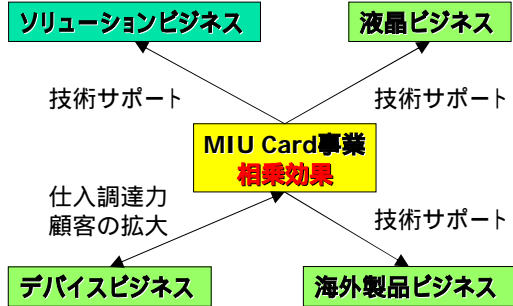 ソリューションビジネス
液晶ビジネス
技術サポート
技術サポート
MIU Card事業
相乗効果
仕入調達力
顧客の拡大
技術サポート
デバイスビジネス
海外製品ビジネス